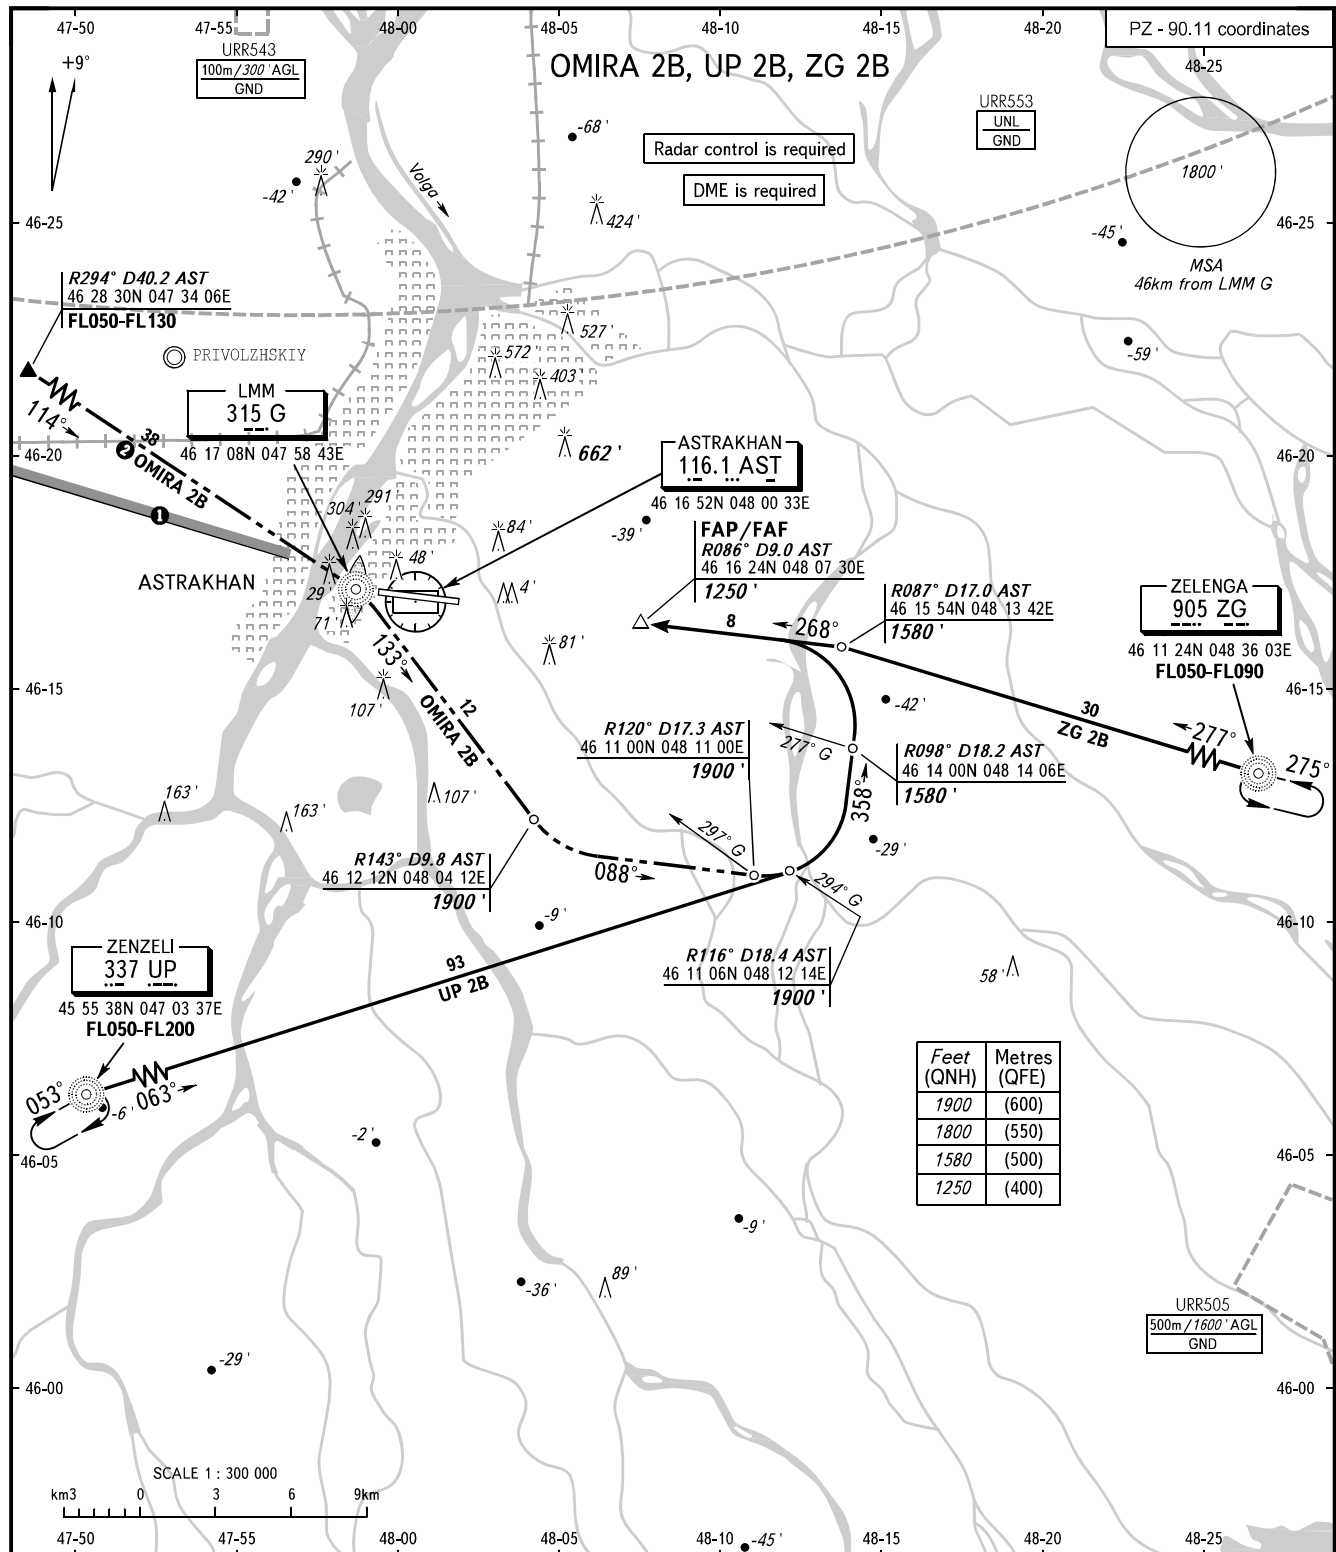 47-50
47-55
48-00
48-05
48-10
48-15
48-20
PZ - 90.11 coordinates
48-25
+9°
URR543
100m/300 ' AGL
GND
OMIRA 2B, UP 2B, ZG 2B
URR553
UNL
GND
-68 '
Radar control is required
DME is required
1800 '
290 '
-42 '
Volga
424 '
46-25
46-25
-45 '
MSA
46km from LMM G
R294° D40.2 AST
46 28 30N 047 34 06E
FL050-FL130
527 '
PRIVOLZHSKIY
572 '
403 '
-59 '
LMM
315 G
46 17 08N 047 58 43E
114°
38
2
OMIRA 2B
46-20
46-20
662 '
ASTRAKHAN
116.1 AST
46 16 52N 048 00 33E
1
304 '
291 '
84 '
-39 '
FAP/FAF
R086° D9.0 AST
46 16 24N 048 07 30E
1250 '
ASTRAKHAN
29 '
48 '
4 '
71 '
R087° D17.0 AST
46 15 54N 048 13 42E
1580 '
ZELENGA
905 ZG
46 11 24N 048 36 03E
FL050-FL090
8
268°
133°
81 '
46-15
46-15
107 '
12
OMIRA 2B
-42 '
30
ZG 2B
277°
275°
R120° D17.3 AST
46 11 00N 048 11 00E
1900 '
277° G
R098° D18.2 AST
46 14 00N 048 14 06E
1580 '
358°
163 '
163 '
107 '
297° G
-29 '
R143° D9.8 AST
46 12 12N 048 04 12E
1900 '
088°
294° G
-9 '
46-10
46-10
ZENZELI
337 UP
45 55 38N 047 03 37E
FL050-FL200
93
UP 2B
R116° D18.4 AST
46 11 06N 048 12 14E
1900 '
58 '
053°
-6 '
063°
Feet (QNH) Metres (QFE)
1900 (600)
1800 (550)
1580 (500)
1250 (400)
-2 '
46-05
46-05
-9 '
-36 '
89 '
URR505
500m/1600 ' AGL
GND
-29 '
46-00
46-00
SCALE 1 : 300 000
km3 0 3 6 9km
47-50
47-55
48-00
48-05
48-10
-45 '
48-15
48-20
48-25